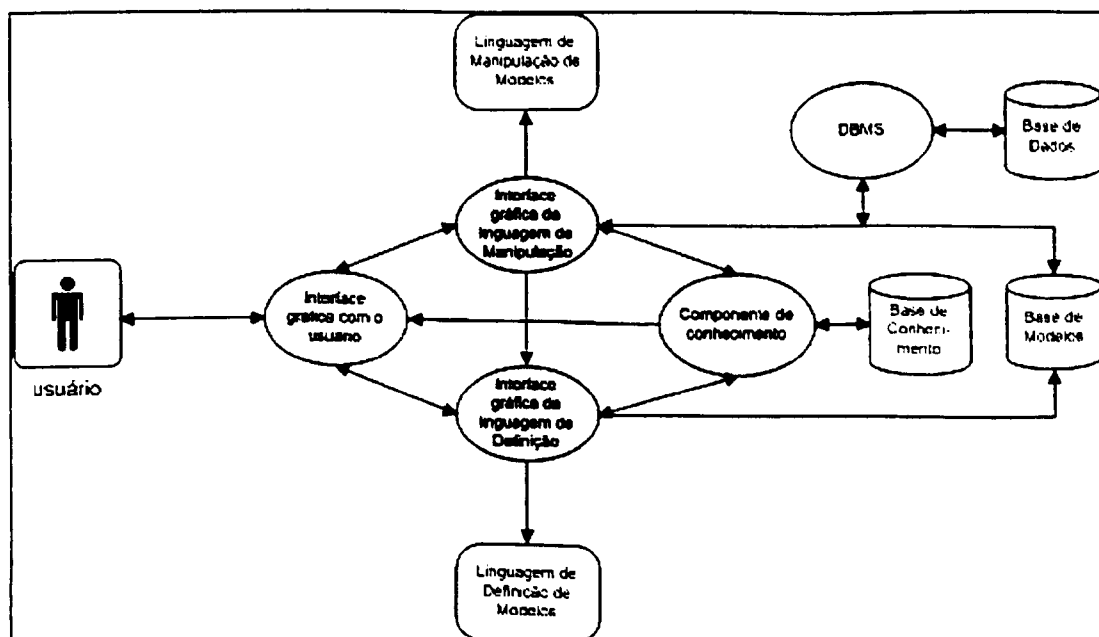 Linguagem de
Manipulação de
Modelos
DBMS
Base de
Dados
Interface
gráfica da
linguagem de
Manipulação
Interface
gráfica com o
usuário
Componente de
conhecimento
Base de
Conheci-
mento
Base de
Modelos
usuário
Interface
gráfica da
linguagem de
Definição
Linguagem de
Definição de
Modelos